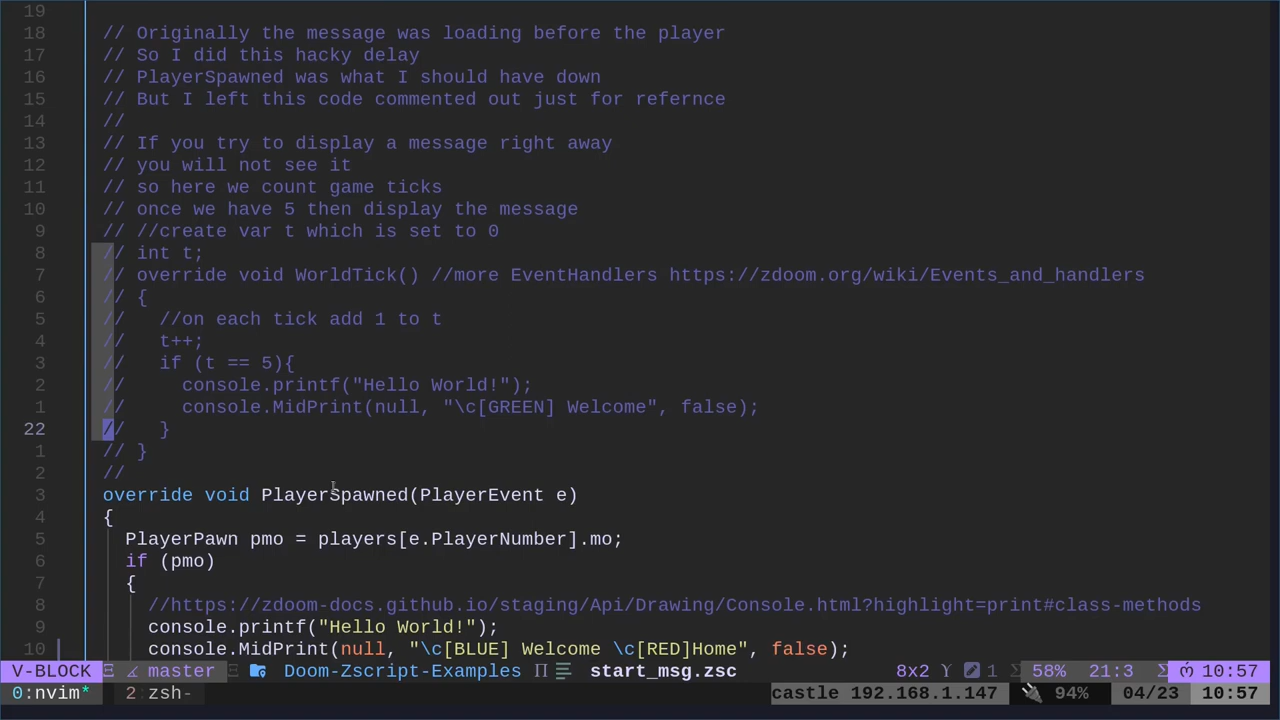 19
18 // Originally the message was loading before the player
17 // So I did this hacky delay
16 // PlayerSpawned was what I should have down
15 // But I left this code commented out just for refernce
14 //
13 // If you try to display a message right away
12 // you will not see it
11 // so here we count game ticks
10 // once we have 5 then display the message
9 // //create var t which is set to 0
8 // int t;
7 // override void WorldTick() //more EventHandlers https://zdoom.org/wiki/Events_and_handlers
6 // {
5 //   //on each tick add 1 to t
4 //   t++;
3 //   if (t == 5){
2 //     console.printf("Hello World!");
1 //     console.MidPrint(null, "\c[GREEN] Welcome", false);
22 //   }
1 // }
2 //
3 override void PlayerSpawned(PlayerEvent e)
4 {
5   PlayerPawn pmo = players[e.PlayerNumber].mo;
6   if (pmo)
7   {
8     //https://zdoom-docs.github.io/staging/Api/Drawing/Console.html?highlight=print#class-methods
9     console.printf("Hello World!");
10     console.MidPrint(null, "\c[BLUE] Welcome \c[RED]Home", false);
V-BLOCK master Doom-Zscript-Examples start_msg.zsc 8x2 1 58% 21:3 10:57
0:nvim* 2 zsh- castle 192.168.1.147 94% 04/23 10:57